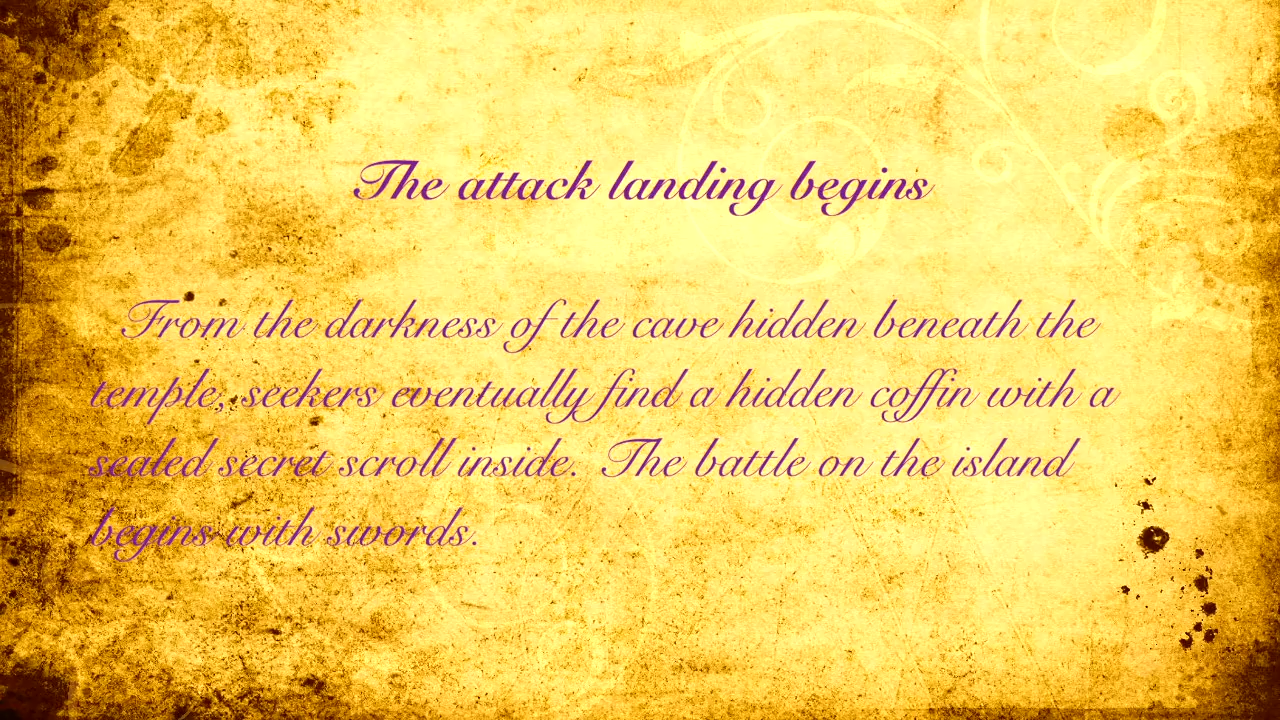 The attack landing begins
From the darkness of the cave hidden beneath the
temple, seekers eventually find a hidden coffin with a
sealed secret scroll inside. The battle on the island
begins with swords.